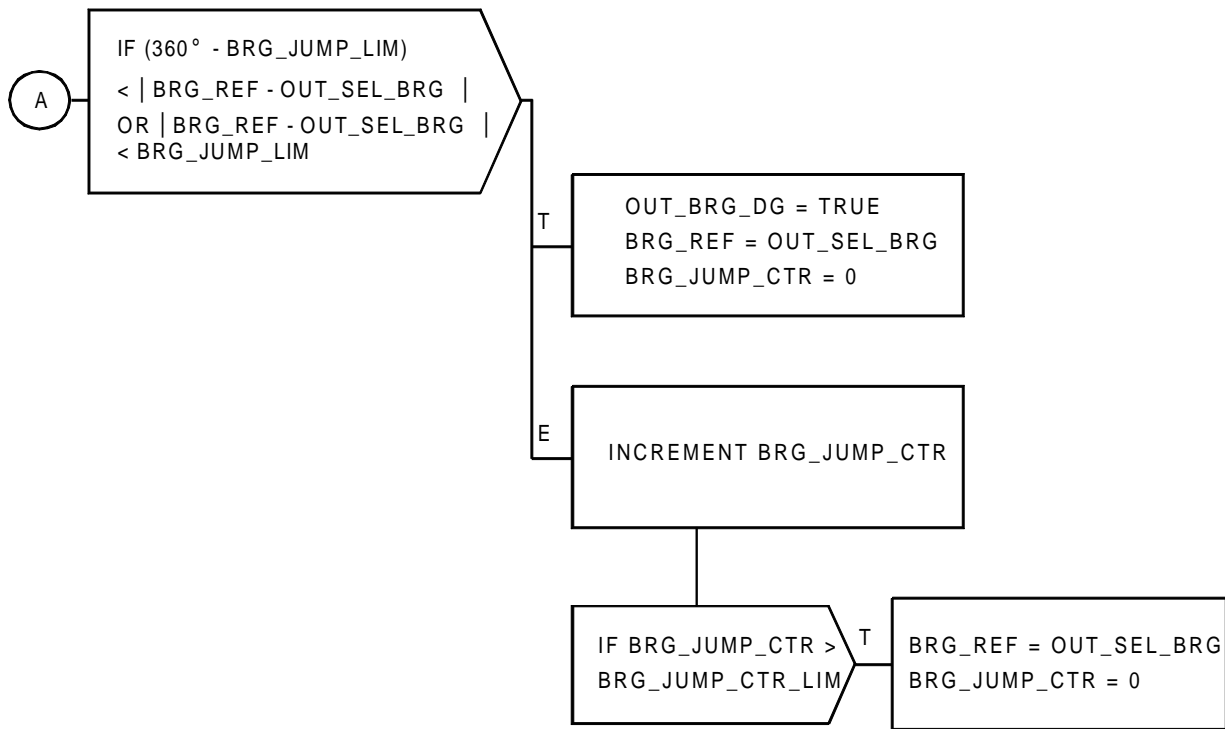 A
IF (360° - BRG_JUMP_LIM)
< | BRG_REF - OUT_SEL_BRG |
OR | BRG_REF - OUT_SEL_BRG |
< BRG_JUMP_LIM
T
OUT_BRG_DG = TRUE
BRG_REF = OUT_SEL_BRG
BRG_JUMP_CTR = 0
E
INCREMENT BRG_JUMP_CTR
IF BRG_JUMP_CTR >
BRG_JUMP_CTR_LIM
T
BRG_REF = OUT_SEL_BRG
BRG_JUMP_CTR = 0